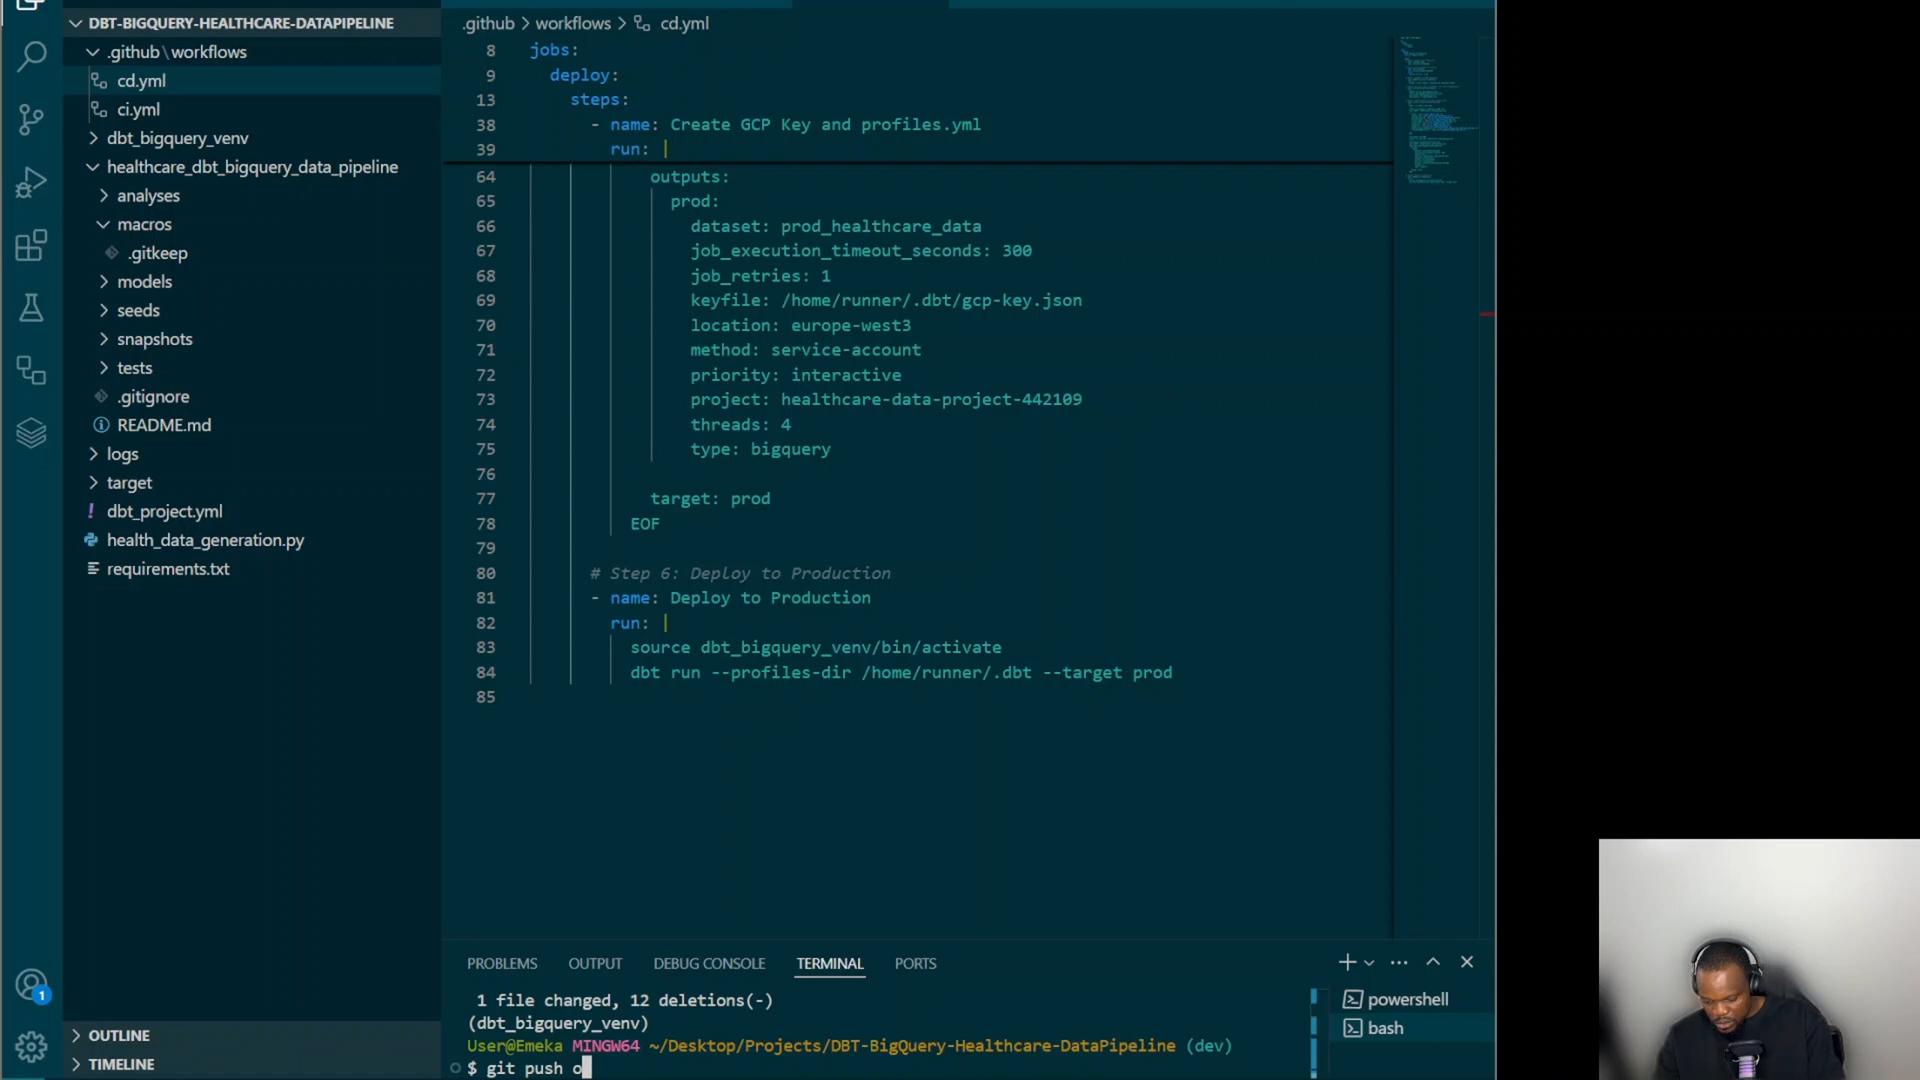 DBT-BIGQUERY-HEALTHCARE-DATAPIPELINE
.github\workflows
cd.yml
ci.yml
dbt_bigquery_venv
healthcare_dbt_bigquery_data_pipeline
analyses
macros
.gitkeep
models
seeds
snapshots
tests
.gitignore
README.md
logs
target
dbt_project.yml
health_data_generation.py
requirements.txt
OUTLINE
TIMELINE
1
.github > workflows > cd.yml
8 jobs:
9 deploy:
13 steps:
38 - name: Create GCP Key and profiles.yml
39 run: |
64 outputs:
65 prod:
66 dataset: prod_healthcare_data
67 job_execution_timeout_seconds: 300
68 job_retries: 1
69 keyfile: /home/runner/.dbt/gcp-key.json
70 location: europe-west3
71 method: service-account
72 priority: interactive
73 project: healthcare-data-project-442109
74 threads: 4
75 type: bigquery
76
77 target: prod
78 EOF
79
80 # Step 6: Deploy to Production
81 - name: Deploy to Production
82 run: |
83 source dbt_bigquery_venv/bin/activate
84 dbt run --profiles-dir /home/runner/.dbt --target prod
85
PROBLEMS OUTPUT DEBUG CONSOLE TERMINAL PORTS
1 file changed, 12 deletions(-)
(dbt_bigquery_venv)
User@Emeka MINGW64 ~/Desktop/Projects/DBT-BigQuery-Healthcare-DataPipeline (dev)
$ git push o
powershell
bash